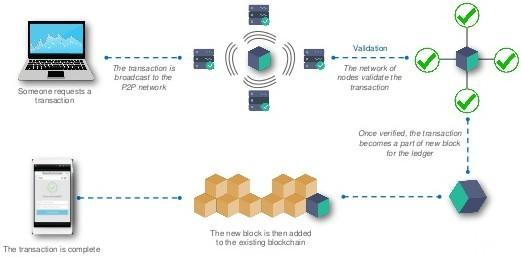 Someone requests a
transaction
The transaction is
broadcast to the
P2P network
Validation
The network of
nodes validate the
transaction
Once verified, the transaction
becomes a part of new block
for the ledger
The new block is then added
to the existing blockchain
The transaction is complete